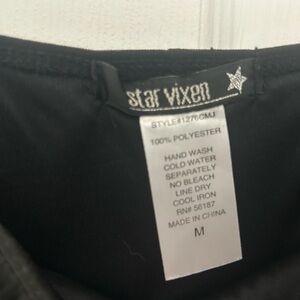 star vixen
STYLE#1276CMJ
100% POLYESTER
HAND WASH
COLD WATER
SEPARATELY
NO BLEACH
LINE DRY
COOL IRON
RN# 56187
MADE IN CHINA
M